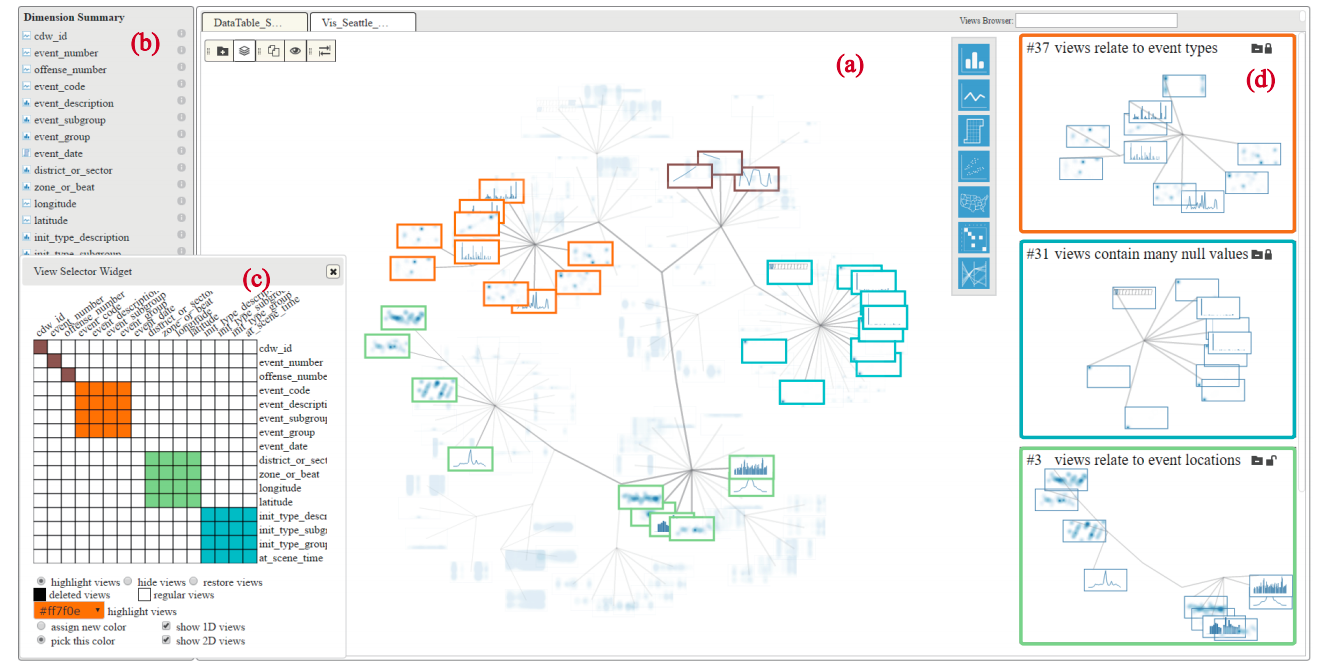 Dimension Summary
(b)
cdw_id
event_number
offense_number
event_code
event_description
event_subgroup
event_group
event_date
district_or_sector
zone_or_beat
longitude
latitude
init_type_description
init_type_subgroup
DataTable_S...
Vis_Seattle_...
Views Browser:
(a)
#37 views relate to event types
(d)
#31 views contain many null values
#3 views relate to event locations
View Selector Widget
(c)
cdw_id
event_number
offense_number
event_code
event_description
event_subgroup
event_group
event_date
district_or_sector
zone_or_beat
longitude
latitude
init_type_descri
init_type_subgro
init_type_group
at_scene_time
cdw_id
event_number
offense_numbe
event_code
event_descripti
event_subgrou
event_group
event_date
district_or_sect
zone_or_beat
longitude
latitude
init_type_descr
init_type_subg
init_type_grou
at_scene_time
highlight views
hide views
restore views
deleted views
regular views
#ff7f0e
highlight views
assign new color
show 1D views
pick this color
show 2D views